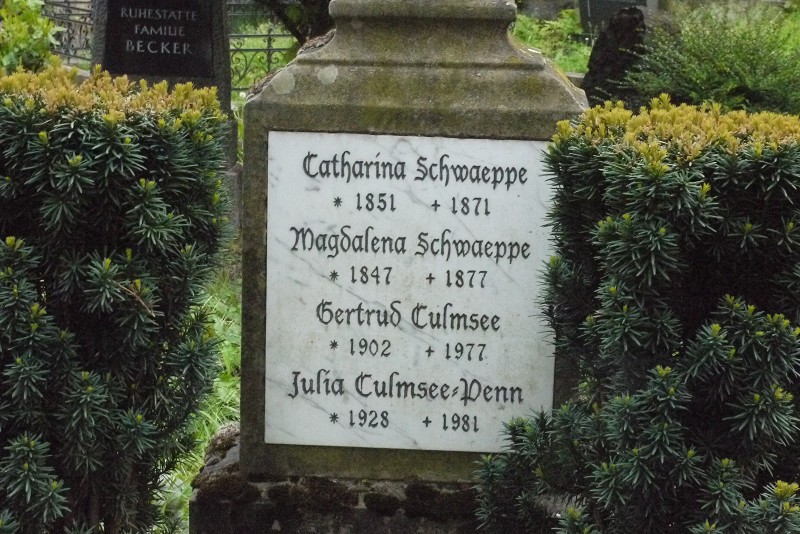 RUHESTÄTTE
FAMILIE
BECKER
Catharina Schwaeppe
* 1851 + 1871
Magdalena Schwaeppe
* 1847 + 1877
Gertrud Culmsee
* 1902 + 1977
Julia Culmsee-Penn
* 1928 + 1981